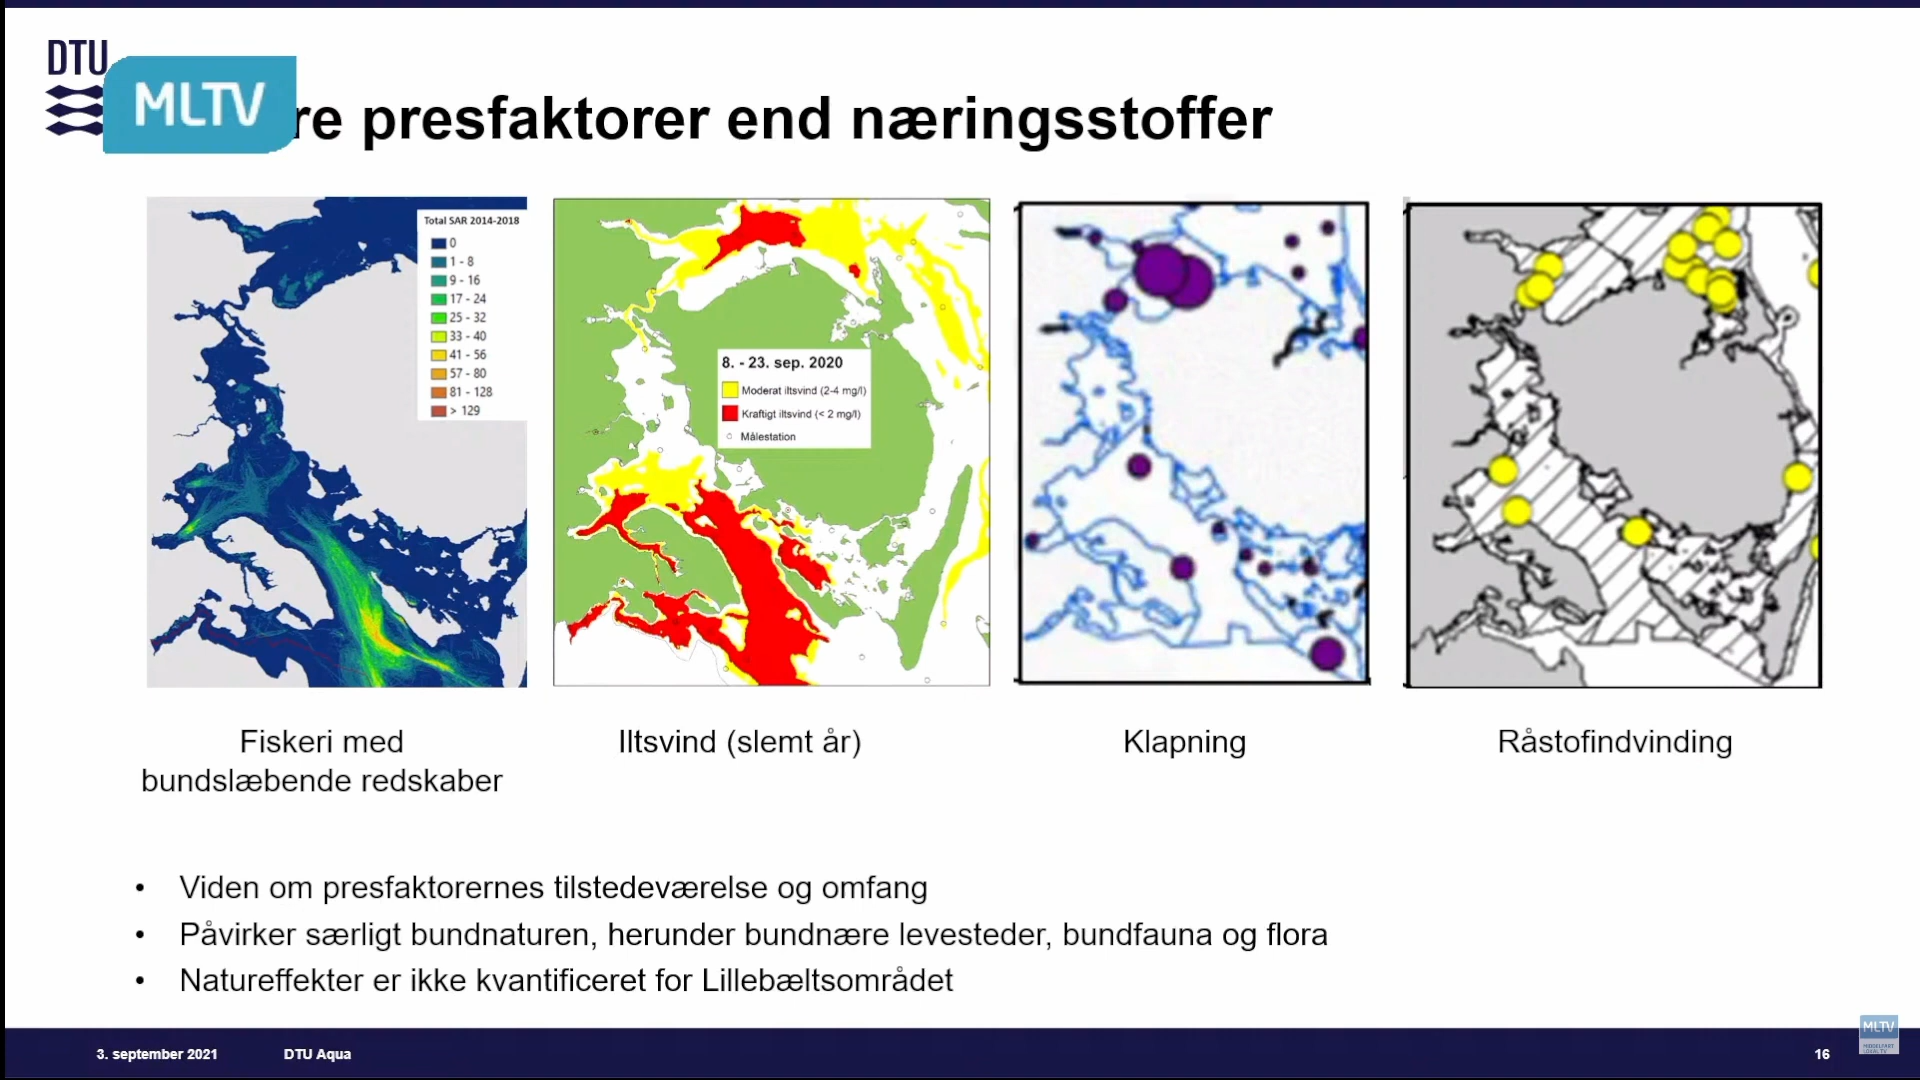 DTU
MLTV
re presfaktorer end næringsstoffer
Total SAR 2014-2018
0
1 - 8
9 - 16
17 - 24
25 - 32
33 - 40
41 - 56
57 - 80
81 - 128
> 129
8. - 23. sep. 2020
Moderat iltsvind (2-4 mg/l)
Kraftigt iltsvind (< 2 mg/l)
Målestation
Fiskeri med
bundslæbende redskaber
Iltsvind (slemt år)
Klapning
Råstofindvinding
• Viden om presfaktorernes tilstedeværelse og omfang
• Påvirker særligt bundnaturen, herunder bundnære levesteder, bundfauna og flora
• Natureffekter er ikke kvantificeret for Lillebæltsområdet
3. september 2021
DTU Aqua
16
MLTV
MIDDELFART
LOKAL TV